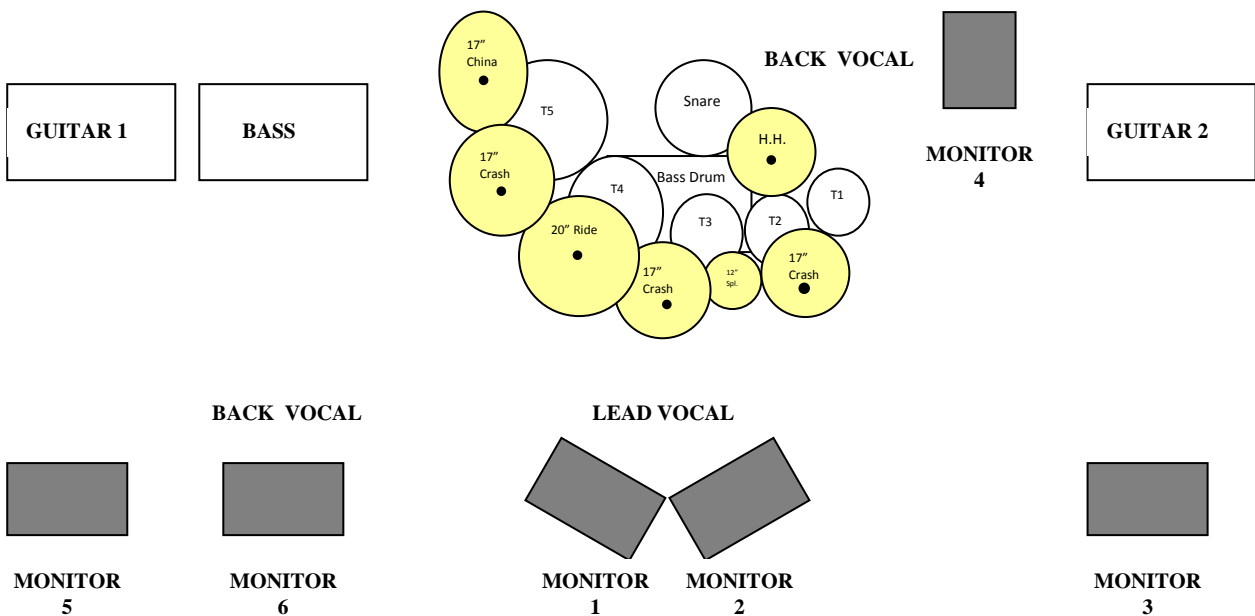 17”
China
BACK VOCAL
T5
Snare
GUITAR 1
BASS
GUITAR 2
H.H.
MONITOR
4
17”
Crash
Bass Drum
T4
T1
T3
T2
20” Ride
17”
Crash
17”
Crash
12”
Spl.
BACK VOCAL
LEAD VOCAL
MONITOR
5
MONITOR
6
MONITOR
1
MONITOR
2
MONITOR
3